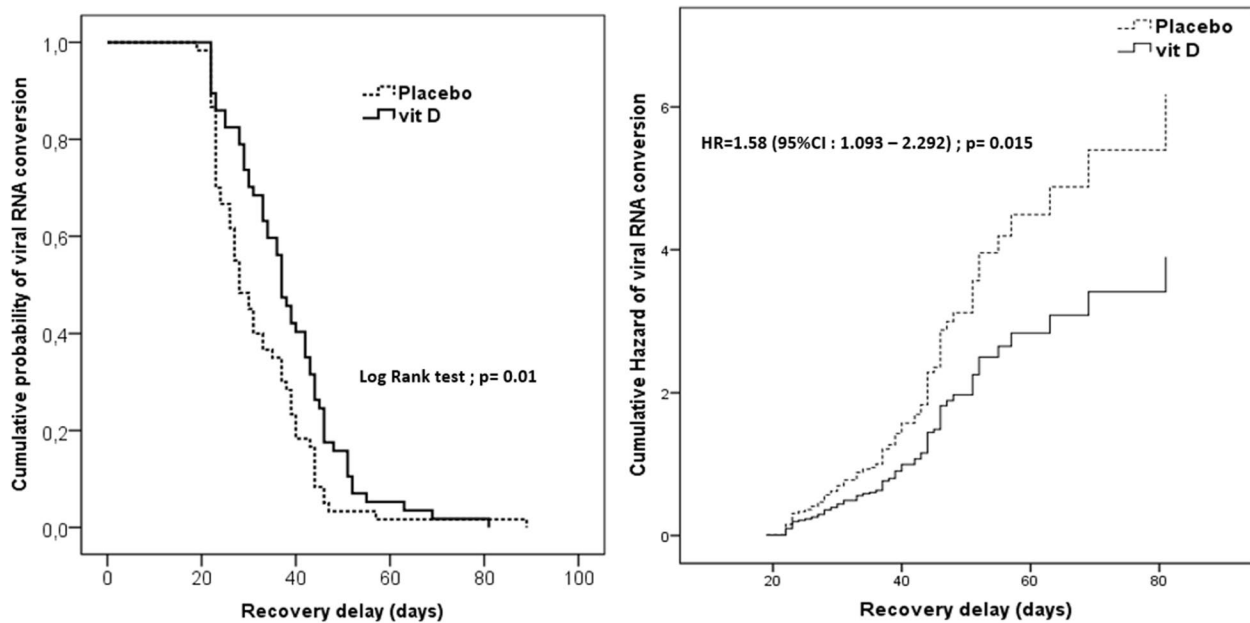 Cumulative probability of viral RNA conversion
1,0
0,8
0,6
0,4
0,2
0,0
Placebo
vit D
Log Rank test ; p= 0.01
0 20 40 60 80 100
Recovery delay (days)
Cumulative Hazard of viral RNA conversion
6
4
2
0
Placebo
vit D
HR=1.58 (95%CI : 1.093 – 2.292) ; p= 0.015
20 40 60 80
Recovery delay (days)